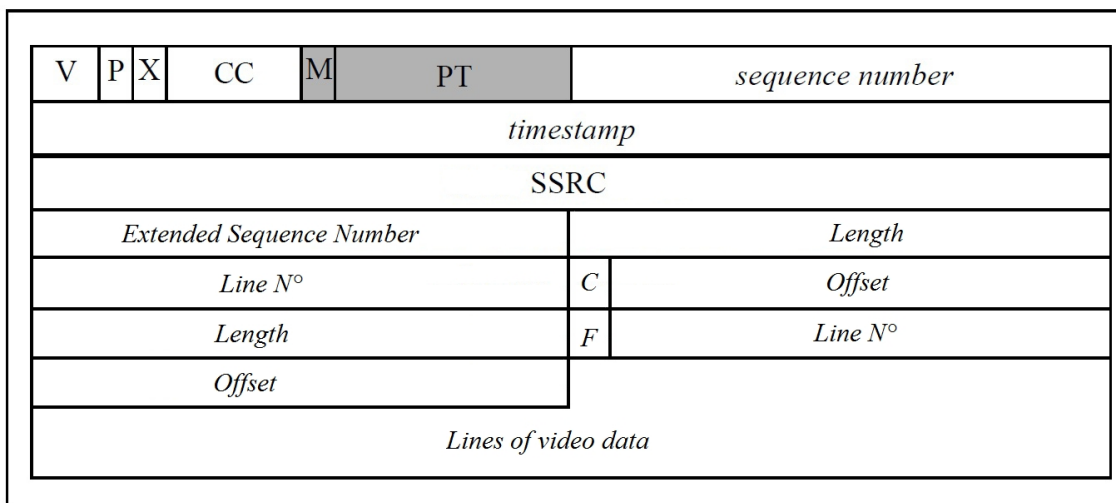 V P X CC M PT sequence number
timestamp
SSRC
Extended Sequence Number Length
Line N° C Offset
Length F Line N°
Offset
Lines of video data